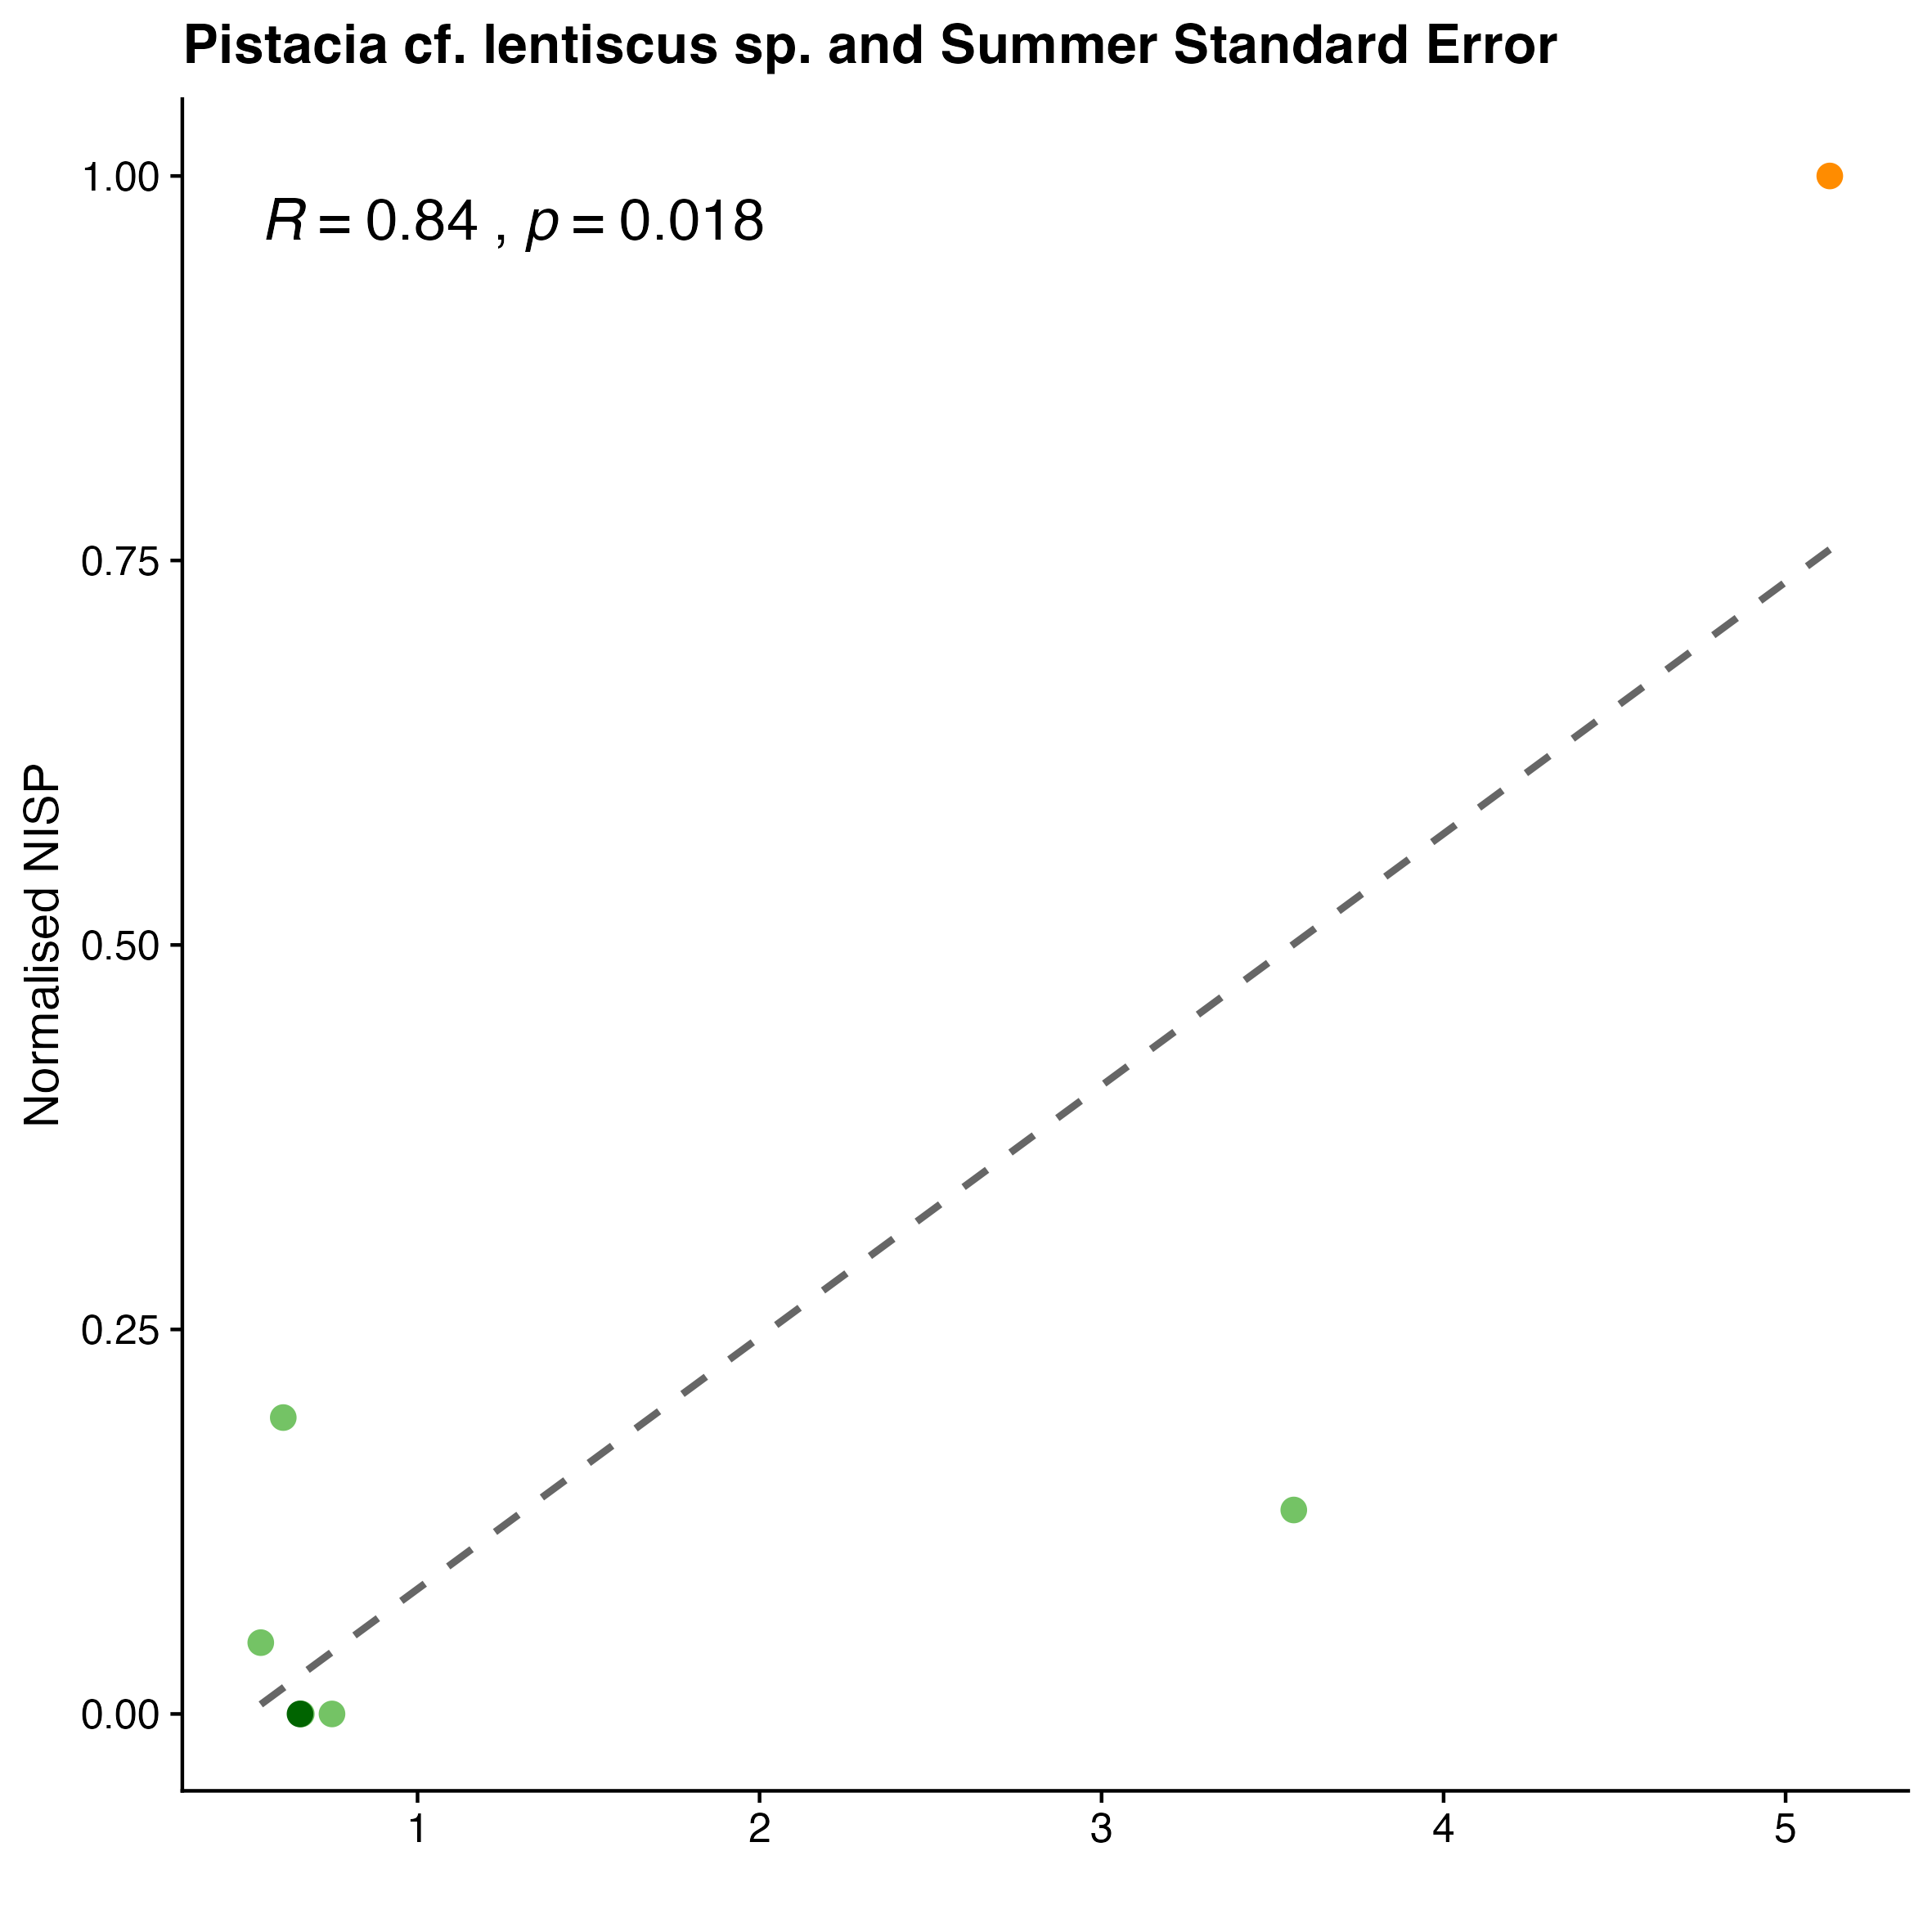 Pistacia cf. lentiscus sp. and Summer Standard Error
R = 0.84 , p = 0.018
Normalised NISP
1.00
0.75
0.50
0.25
0.00
1 2 3 4 5